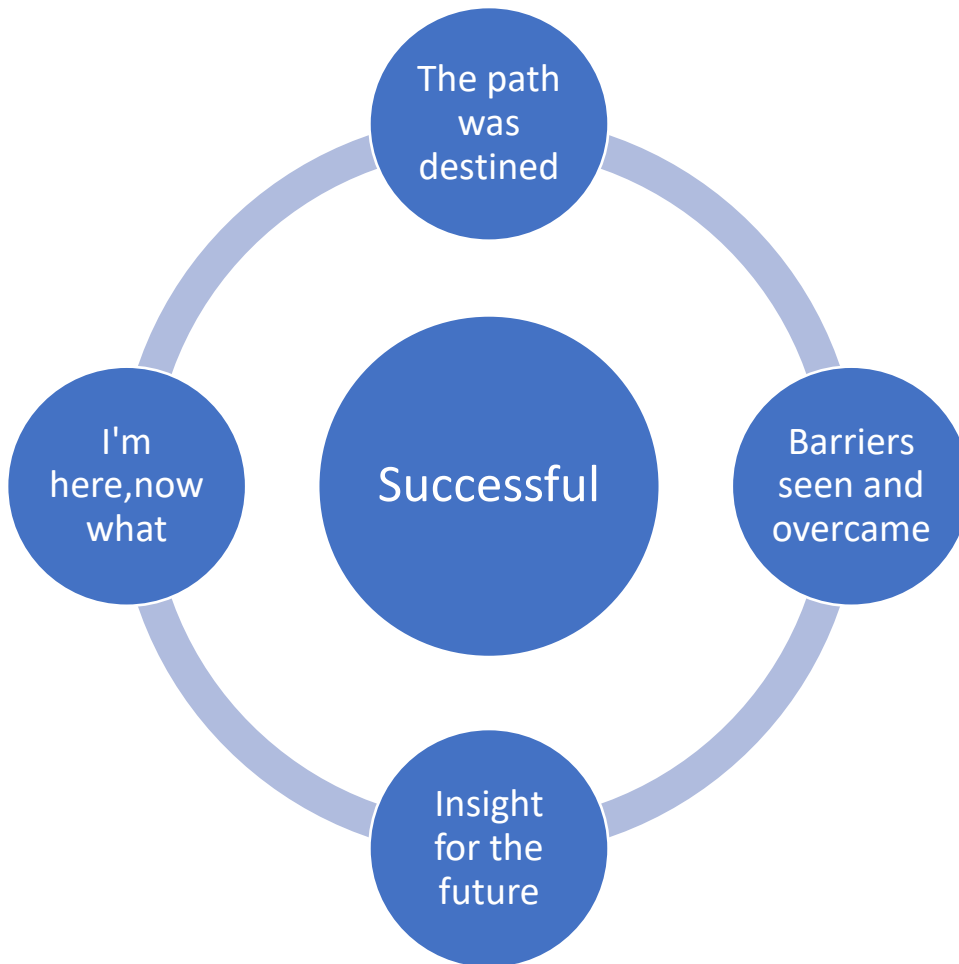 The path
was
destined
I'm
here,now
what
Successful
Barriers
seen and
overcame
Insight
for the
future